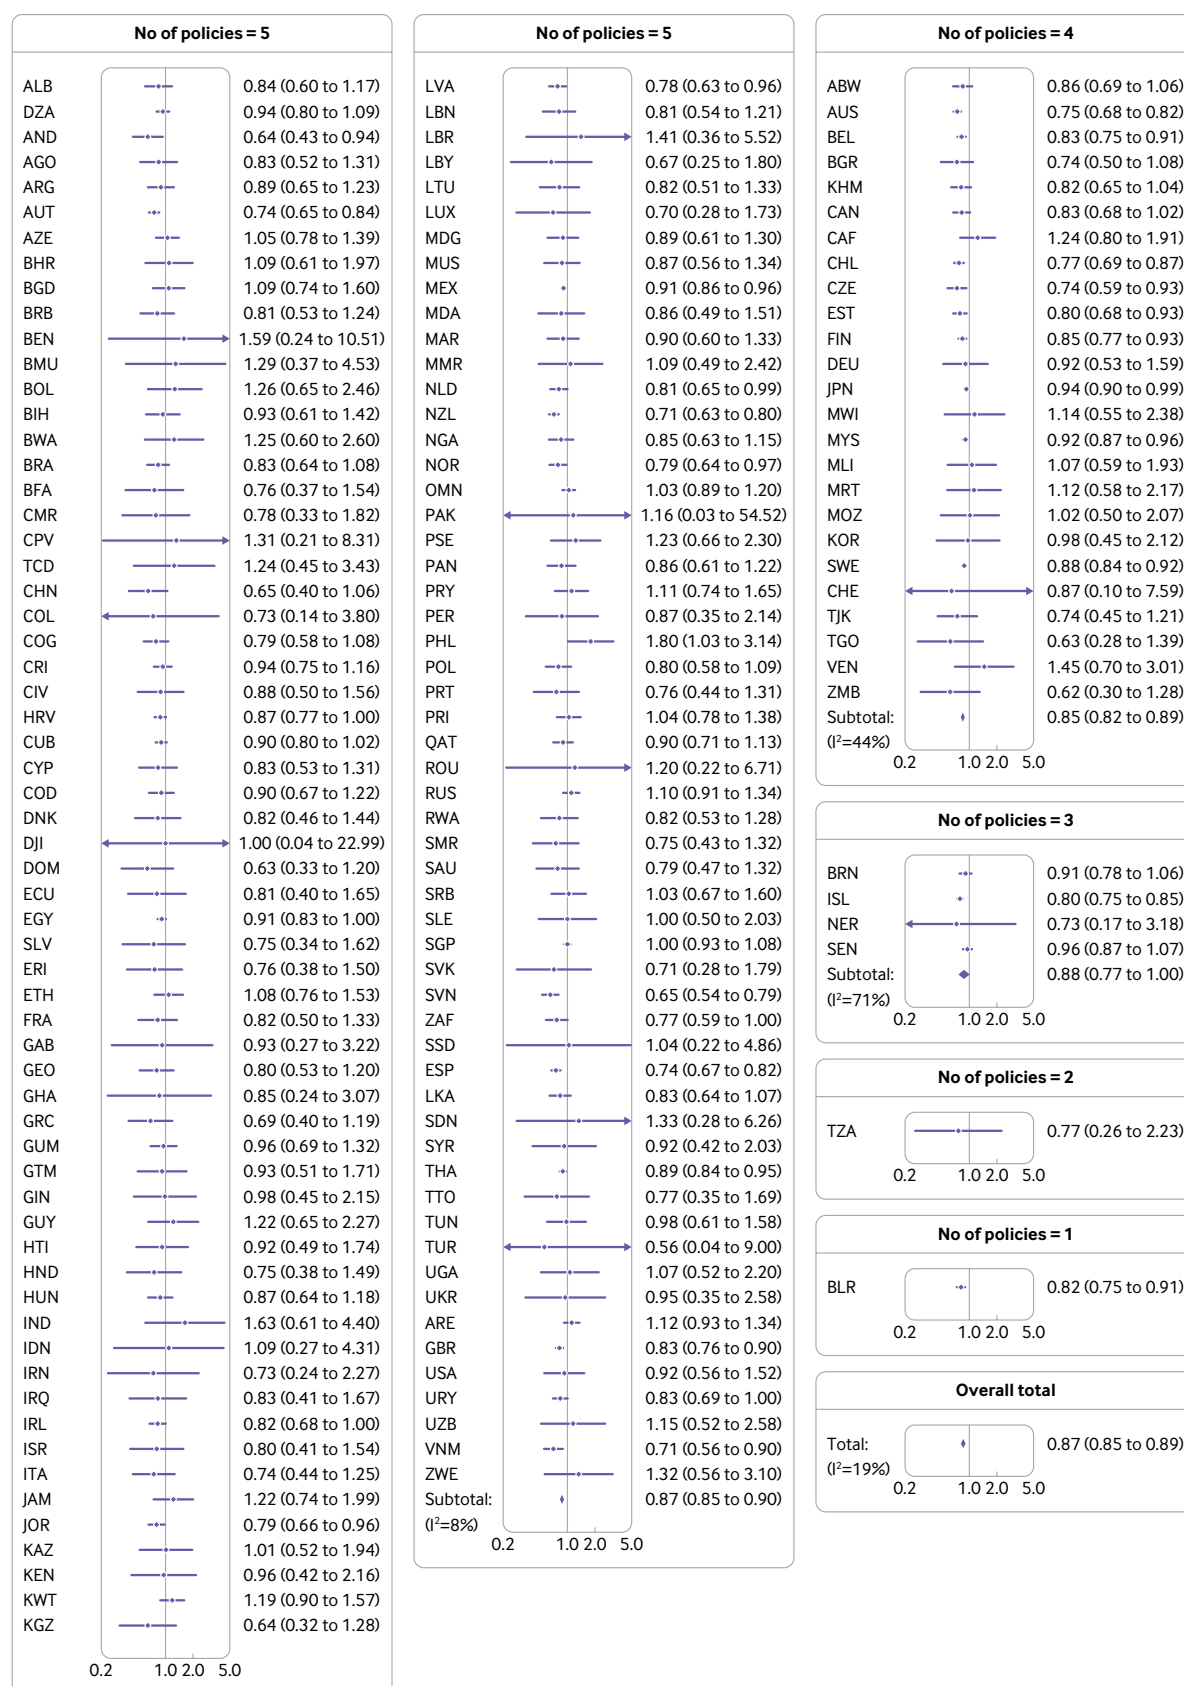 No of policies = 5
ALB 0.84 (0.60 to 1.17)
DZA 0.94 (0.80 to 1.09)
AND 0.64 (0.43 to 0.94)
AGO 0.83 (0.52 to 1.31)
ARG 0.89 (0.65 to 1.23)
AUT 0.74 (0.65 to 0.84)
AZE 1.05 (0.78 to 1.39)
BHR 1.09 (0.61 to 1.97)
BGD 1.09 (0.74 to 1.60)
BRB 0.81 (0.53 to 1.24)
BEN 1.59 (0.24 to 10.51)
BMU 1.29 (0.37 to 4.53)
BOL 1.26 (0.65 to 2.46)
BIH 0.93 (0.61 to 1.42)
BWA 1.25 (0.60 to 2.60)
BRA 0.83 (0.64 to 1.08)
BFA 0.76 (0.37 to 1.54)
CMR 0.78 (0.33 to 1.82)
CPV 1.31 (0.21 to 8.31)
TCD 1.24 (0.45 to 3.43)
CHN 0.65 (0.40 to 1.06)
COL 0.73 (0.14 to 3.80)
COG 0.79 (0.58 to 1.08)
CRI 0.94 (0.75 to 1.16)
CIV 0.88 (0.50 to 1.56)
HRV 0.87 (0.77 to 1.00)
CUB 0.90 (0.80 to 1.02)
CYP 0.83 (0.53 to 1.31)
COD 0.90 (0.67 to 1.22)
DNK 0.82 (0.46 to 1.44)
DJI 1.00 (0.04 to 22.99)
DOM 0.63 (0.33 to 1.20)
ECU 0.81 (0.40 to 1.65)
EGY 0.91 (0.83 to 1.00)
SLV 0.75 (0.34 to 1.62)
ERI 0.76 (0.38 to 1.50)
ETH 1.08 (0.76 to 1.53)
FRA 0.82 (0.50 to 1.33)
GAB 0.93 (0.27 to 3.22)
GEO 0.80 (0.53 to 1.20)
GHA 0.85 (0.24 to 3.07)
GRC 0.69 (0.40 to 1.19)
GUM 0.96 (0.69 to 1.32)
GTM 0.93 (0.51 to 1.71)
GIN 0.98 (0.45 to 2.15)
GUY 1.22 (0.65 to 2.27)
HTI 0.92 (0.49 to 1.74)
HND 0.75 (0.38 to 1.49)
HUN 0.87 (0.64 to 1.18)
IND 1.63 (0.61 to 4.40)
IDN 1.09 (0.27 to 4.31)
IRN 0.73 (0.24 to 2.27)
IRQ 0.83 (0.41 to 1.67)
IRL 0.82 (0.68 to 1.00)
ISR 0.80 (0.41 to 1.54)
ITA 0.74 (0.44 to 1.25)
JAM 1.22 (0.74 to 1.99)
JOR 0.79 (0.66 to 0.96)
KAZ 1.01 (0.52 to 1.94)
KEN 0.96 (0.42 to 2.16)
KWT 1.19 (0.90 to 1.57)
KGZ 0.64 (0.32 to 1.28)
0.2 1.0 2.0 5.0
No of policies = 5
LVA 0.78 (0.63 to 0.96)
LBN 0.81 (0.54 to 1.21)
LBR 1.41 (0.36 to 5.52)
LBY 0.67 (0.25 to 1.80)
LTU 0.82 (0.51 to 1.33)
LUX 0.70 (0.28 to 1.73)
MDG 0.89 (0.61 to 1.30)
MUS 0.87 (0.56 to 1.34)
MEX 0.91 (0.86 to 0.96)
MDA 0.86 (0.49 to 1.51)
MAR 0.90 (0.60 to 1.33)
MMR 1.09 (0.49 to 2.42)
NLD 0.81 (0.65 to 0.99)
NZL 0.71 (0.63 to 0.80)
NGA 0.85 (0.63 to 1.15)
NOR 0.79 (0.64 to 0.97)
OMN 1.03 (0.89 to 1.20)
PAK 1.16 (0.03 to 54.52)
PSE 1.23 (0.66 to 2.30)
PAN 0.86 (0.61 to 1.22)
PRY 1.11 (0.74 to 1.65)
PER 0.87 (0.35 to 2.14)
PHL 1.80 (1.03 to 3.14)
POL 0.80 (0.58 to 1.09)
PRT 0.76 (0.44 to 1.31)
PRI 1.04 (0.78 to 1.38)
QAT 0.90 (0.71 to 1.13)
ROU 1.20 (0.22 to 6.71)
RUS 1.10 (0.91 to 1.34)
RWA 0.82 (0.53 to 1.28)
SMR 0.75 (0.43 to 1.32)
SAU 0.79 (0.47 to 1.32)
SRB 1.03 (0.67 to 1.60)
SLE 1.00 (0.50 to 2.03)
SGP 1.00 (0.93 to 1.08)
SVK 0.71 (0.28 to 1.79)
SVN 0.65 (0.54 to 0.79)
ZAF 0.77 (0.59 to 1.00)
SSD 1.04 (0.22 to 4.86)
ESP 0.74 (0.67 to 0.82)
LKA 0.83 (0.64 to 1.07)
SDN 1.33 (0.28 to 6.26)
SYR 0.92 (0.42 to 2.03)
THA 0.89 (0.84 to 0.95)
TTO 0.77 (0.35 to 1.69)
TUN 0.98 (0.61 to 1.58)
TUR 0.56 (0.04 to 9.00)
UGA 1.07 (0.52 to 2.20)
UKR 0.95 (0.35 to 2.58)
ARE 1.12 (0.93 to 1.34)
GBR 0.83 (0.76 to 0.90)
USA 0.92 (0.56 to 1.52)
URY 0.83 (0.69 to 1.00)
UZB 1.15 (0.52 to 2.58)
VNM 0.71 (0.56 to 0.90)
ZWE 1.32 (0.56 to 3.10)
Subtotal: 0.87 (0.85 to 0.90)
(I²=8%)
0.2 1.0 2.0 5.0
No of policies = 4
ABW 0.86 (0.69 to 1.06)
AUS 0.75 (0.68 to 0.82)
BEL 0.83 (0.75 to 0.91)
BGR 0.74 (0.50 to 1.08)
KHM 0.82 (0.65 to 1.04)
CAN 0.83 (0.68 to 1.02)
CAF 1.24 (0.80 to 1.91)
CHL 0.77 (0.69 to 0.87)
CZE 0.74 (0.59 to 0.93)
EST 0.80 (0.68 to 0.93)
FIN 0.85 (0.77 to 0.93)
DEU 0.92 (0.53 to 1.59)
JPN 0.94 (0.90 to 0.99)
MWI 1.14 (0.55 to 2.38)
MYS 0.92 (0.87 to 0.96)
MLI 1.07 (0.59 to 1.93)
MRT 1.12 (0.58 to 2.17)
MOZ 1.02 (0.50 to 2.07)
KOR 0.98 (0.45 to 2.12)
SWE 0.88 (0.84 to 0.92)
CHE 0.87 (0.10 to 7.59)
TJK 0.74 (0.45 to 1.21)
TGO 0.63 (0.28 to 1.39)
VEN 1.45 (0.70 to 3.01)
ZMB 0.62 (0.30 to 1.28)
Subtotal: 0.85 (0.82 to 0.89)
(I²=44%)
0.2 1.0 2.0 5.0
No of policies = 3
BRN 0.91 (0.78 to 1.06)
ISL 0.80 (0.75 to 0.85)
NER 0.73 (0.17 to 3.18)
SEN 0.96 (0.87 to 1.07)
Subtotal: 0.88 (0.77 to 1.00)
(I²=71%)
0.2 1.0 2.0 5.0
No of policies = 2
TZA 0.77 (0.26 to 2.23)
0.2 1.0 2.0 5.0
No of policies = 1
BLR 0.82 (0.75 to 0.91)
0.2 1.0 2.0 5.0
Overall total
Total: 0.87 (0.85 to 0.89)
(I²=19%)
0.2 1.0 2.0 5.0